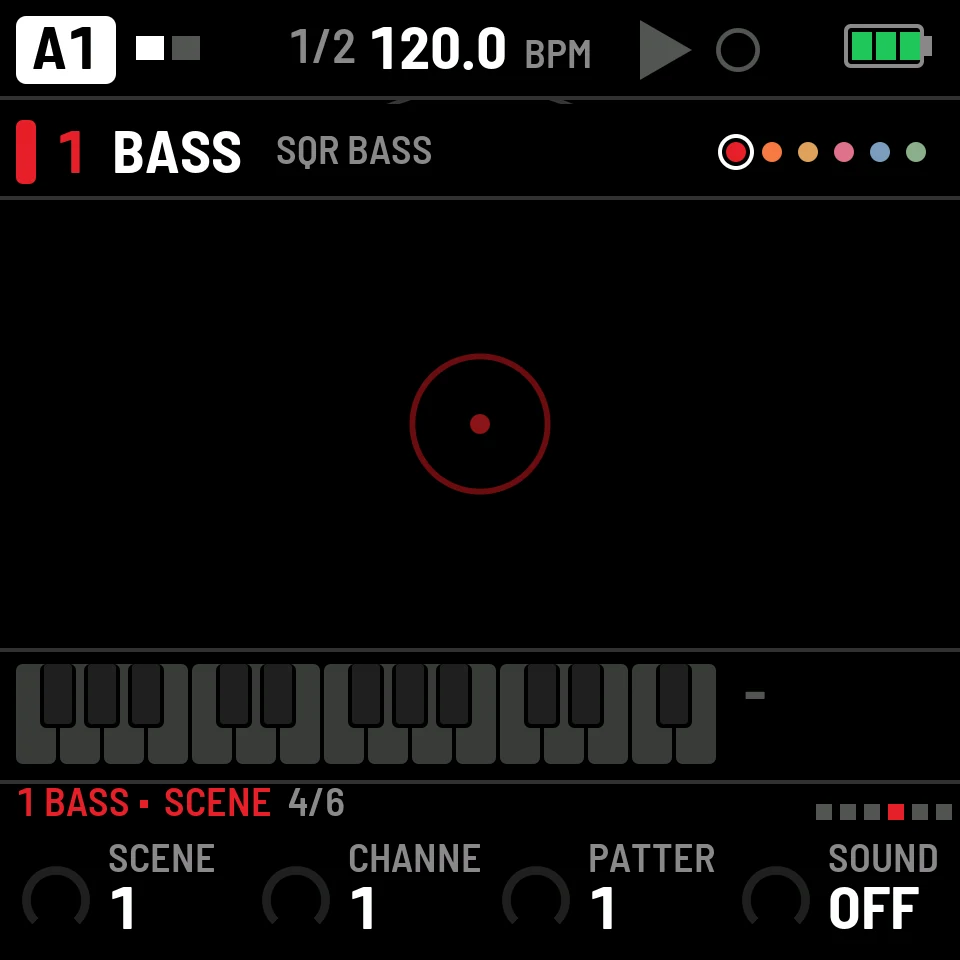 A1 1/2 120.0 BPM
1 BASS SQR BASS
-
1 BASS ▪ SCENE 4/6
SCENE CHANNE PATTER SOUND
1 1 1 OFF